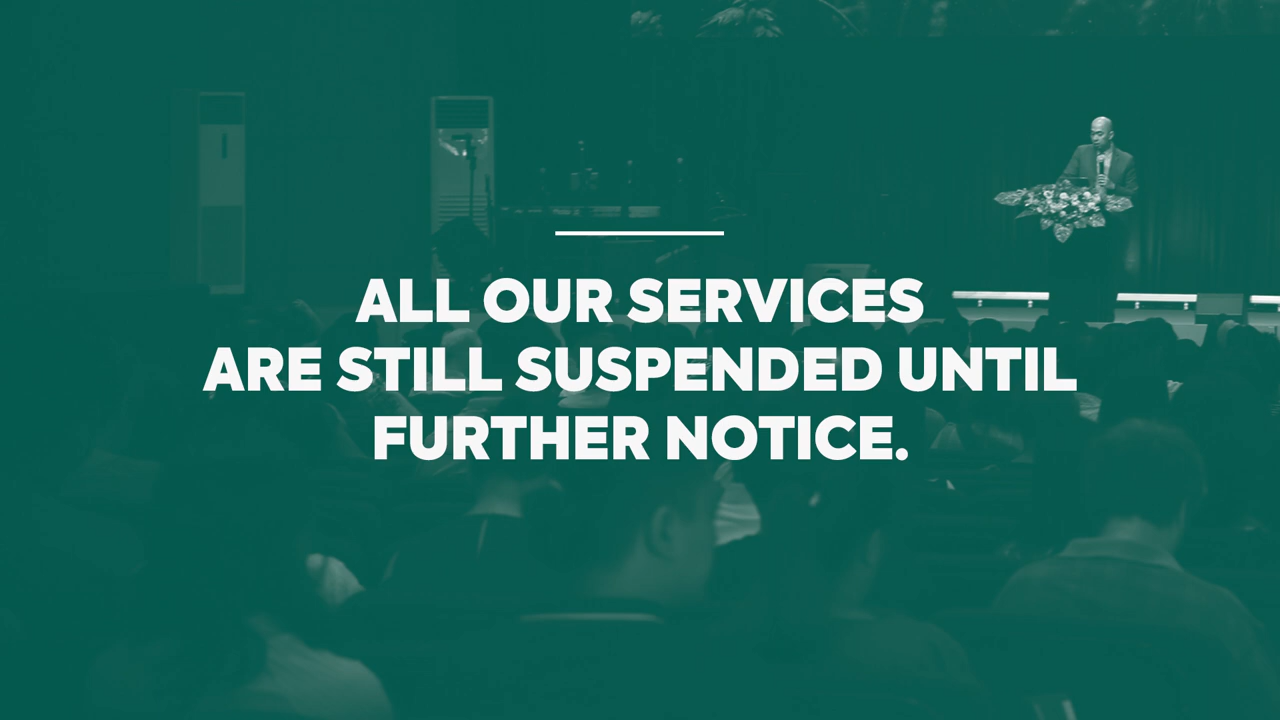 ALL OUR SERVICES
ARE STILL SUSPENDED UNTIL
FURTHER NOTICE.